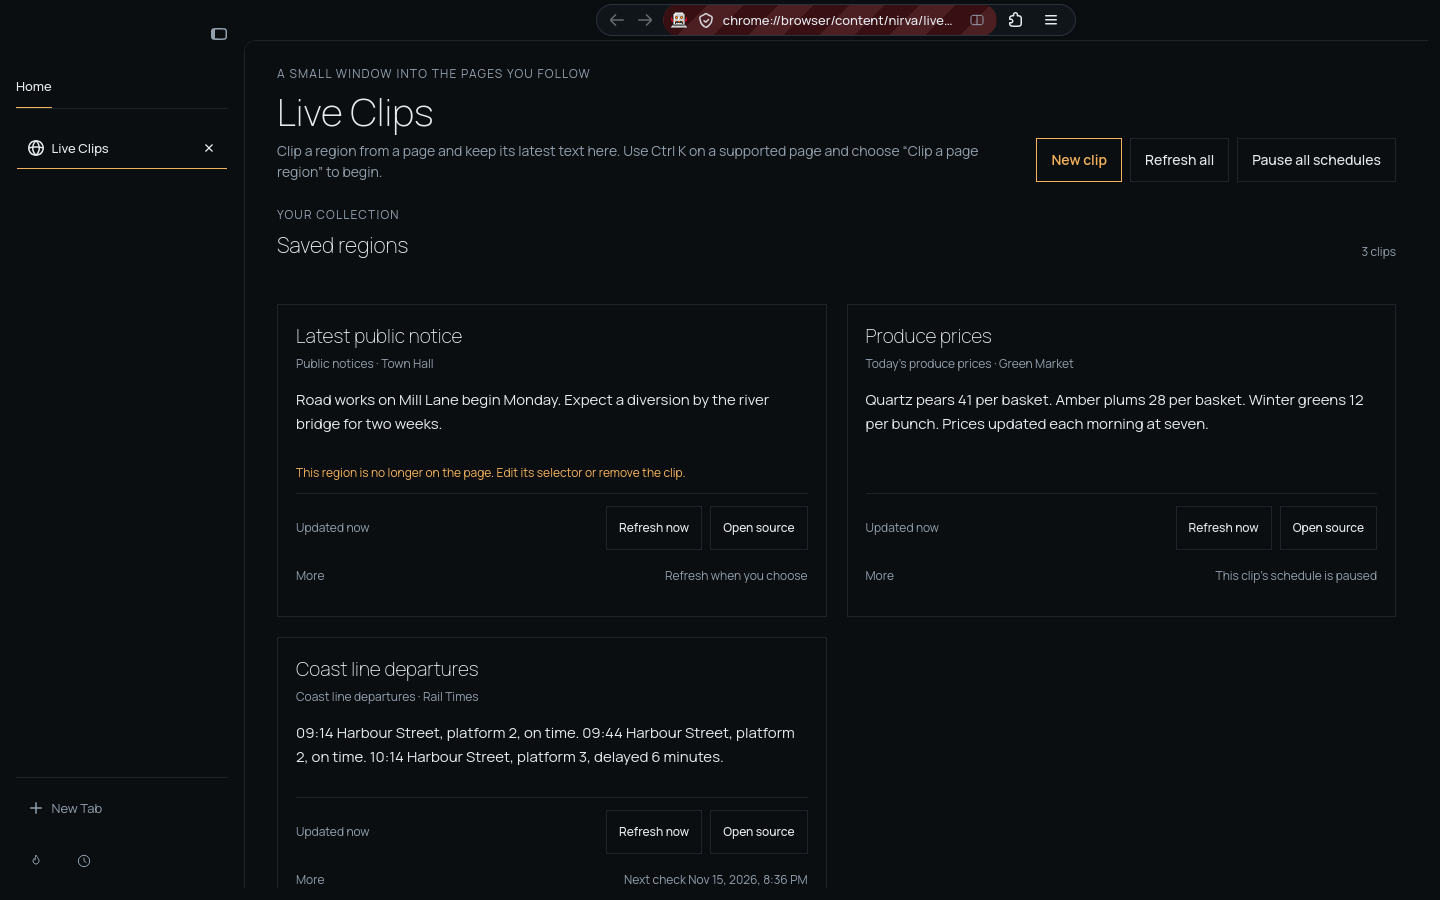 chrome://browser/content/nirva/live...
Home
Live Clips
New Tab
A SMALL WINDOW INTO THE PAGES YOU FOLLOW
Live Clips
Clip a region from a page and keep its latest text here. Use Ctrl K on a supported page and choose “Clip a page
region” to begin.
New clip
Refresh all
Pause all schedules
YOUR COLLECTION
Saved regions
3 clips
Latest public notice
Public notices · Town Hall
Road works on Mill Lane begin Monday. Expect a diversion by the river
bridge for two weeks.
This region is no longer on the page. Edit its selector or remove the clip.
Updated now
Refresh now
Open source
More
Refresh when you choose
Produce prices
Today's produce prices · Green Market
Quartz pears 41 per basket. Amber plums 28 per basket. Winter greens 12
per bunch. Prices updated each morning at seven.
Updated now
Refresh now
Open source
More
This clip's schedule is paused
Coast line departures
Coast line departures · Rail Times
09:14 Harbour Street, platform 2, on time. 09:44 Harbour Street, platform
2, on time. 10:14 Harbour Street, platform 3, delayed 6 minutes.
Updated now
Refresh now
Open source
More
Next check Nov 15, 2026, 8:36 PM